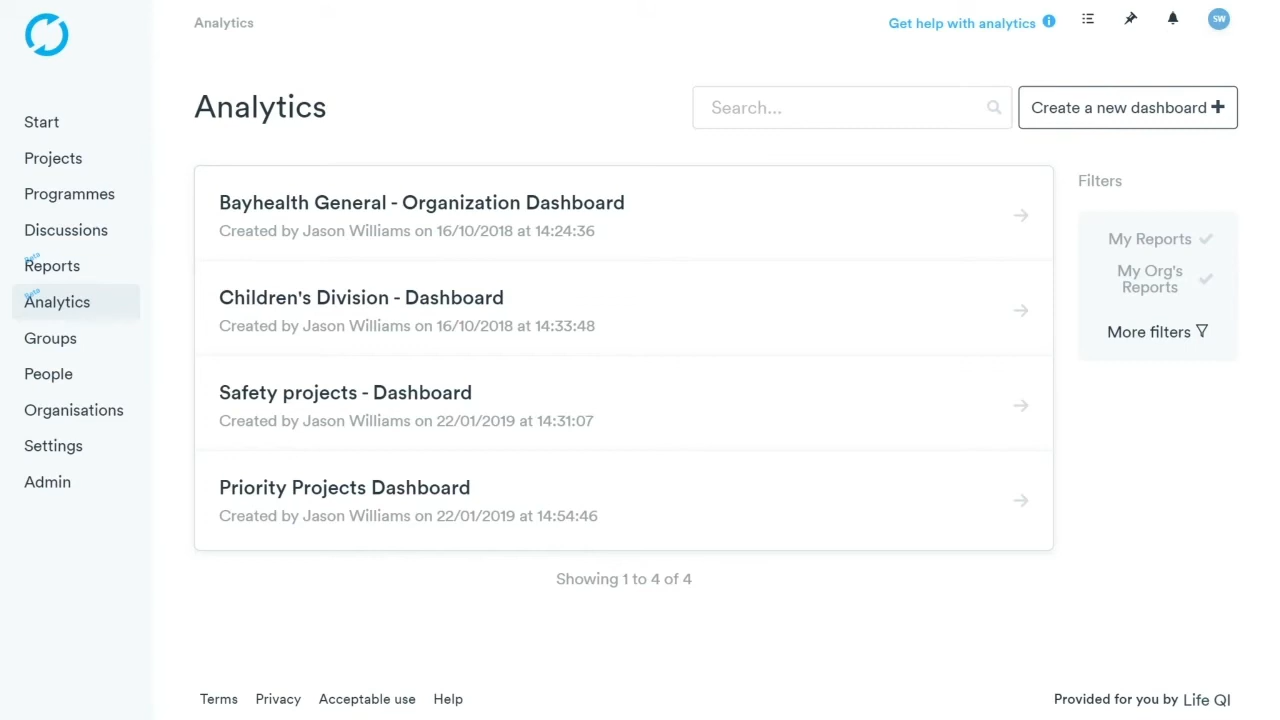 Analytics
Get help with analytics
SW
Start
Projects
Programmes
Discussions
Beta
Reports
Beta
Analytics
Groups
People
Organisations
Settings
Admin
Analytics
Search...
Create a new dashboard
Bayhealth General - Organization Dashboard
Created by Jason Williams on 16/10/2018 at 14:24:36
Children's Division - Dashboard
Created by Jason Williams on 16/10/2018 at 14:33:48
Safety projects - Dashboard
Created by Jason Williams on 22/01/2019 at 14:31:07
Priority Projects Dashboard
Created by Jason Williams on 22/01/2019 at 14:54:46
Showing 1 to 4 of 4
Filters
My Reports
My Org's
Reports
More filters
Terms Privacy Acceptable use Help
Provided for you by Life QI